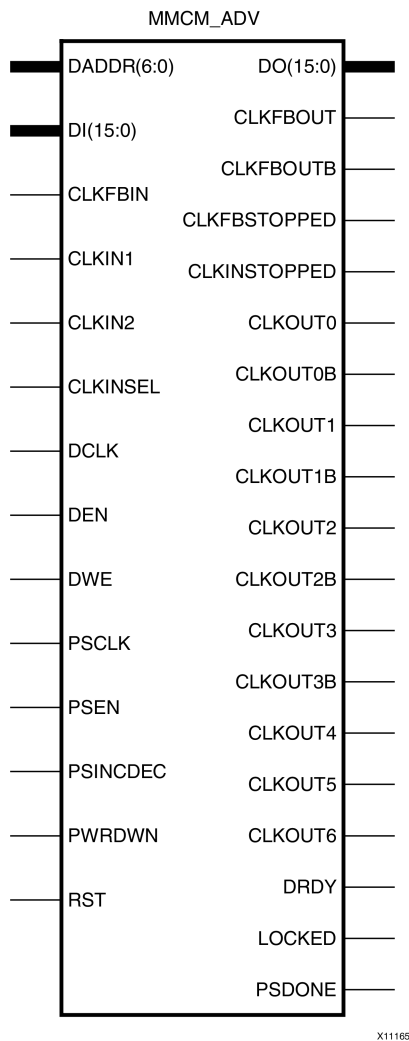 MMCM_ADV
DADDR(6:0)
DO(15:0)
CLKFBOUT
DI(15:0)
CLKFBOUTB
CLKFBIN
CLKFBSTOPPED
CLKIN1
CLKINSTOPPED
CLKIN2
CLKOUT0
CLKOUT0B
CLKINSEL
CLKOUT1
DCLK
CLKOUT1B
DEN
CLKOUT2
DWE
CLKOUT2B
CLKOUT3
PSCLK
CLKOUT3B
PSEN
CLKOUT4
PSINCDEC
CLKOUT5
PWRDWN
CLKOUT6
DRDY
RST
LOCKED
PSDONE
X11165